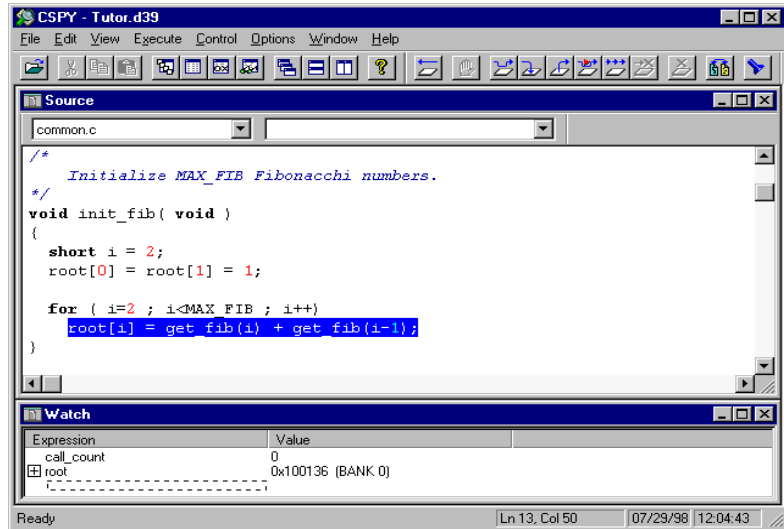 CSPY - Tutor.d39
File Edit View Execute Control Options Window Help
Source
common.c
/*
Initialize MAX_FIB Fibonacci numbers.
*/
void init_fib( void )
{
short i = 2;
root[0] = root[1] = 1;
for ( i=2 ; i<MAX_FIB ; i++)
root[i] = get_fib(i) + get_fib(i-1);
}
Watch
Expression Value
call_count 0
root 0x100136 (BANK 0)
Ready Ln 13, Col 50 07/29/98 12:04:43